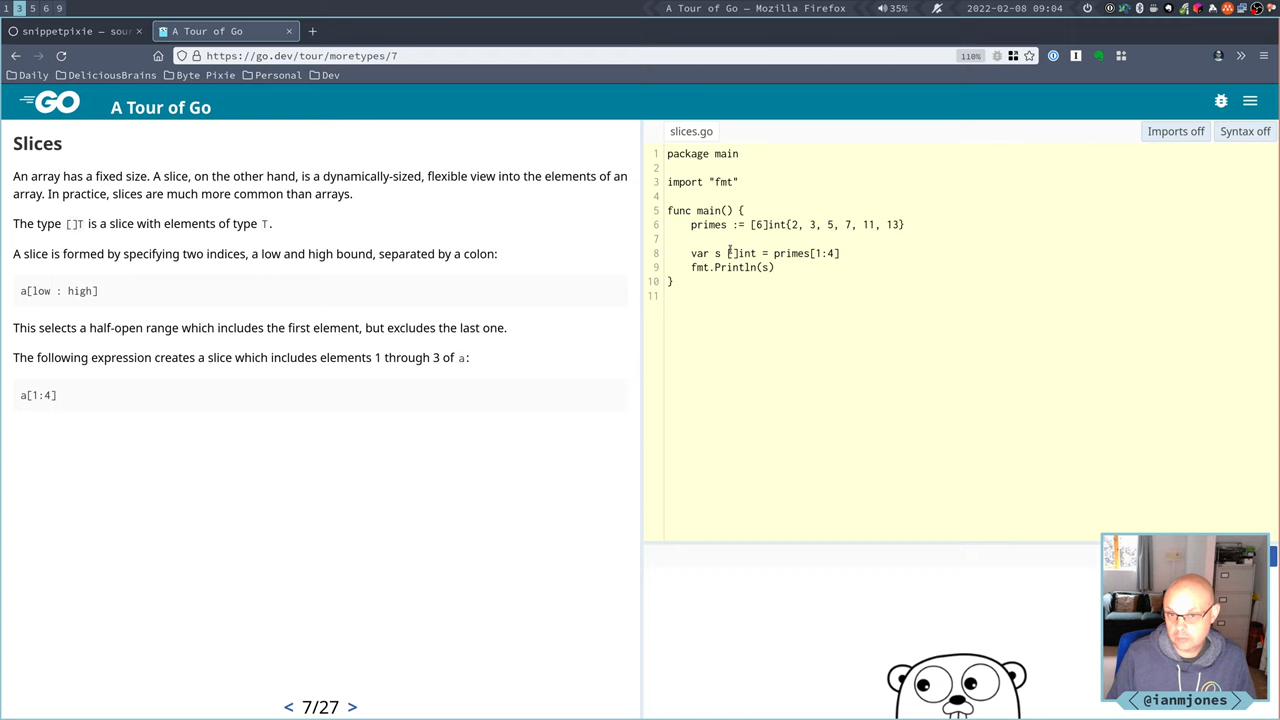 1 3 5 6 9
A Tour of Go — Mozilla Firefox
35%
2022-02-08 09:04
snippetpixie — sour
×
A Tour of Go
×
+
https://go.dev/tour/moretypes/7
110%
Daily
DeliciousBrains
Byte Pixie
Personal
Dev
GO
A Tour of Go
Slices
An array has a fixed size. A slice, on the other hand, is a dynamically-sized, flexible view into the elements of an
array. In practice, slices are much more common than arrays.
The type []T is a slice with elements of type T.
A slice is formed by specifying two indices, a low and high bound, separated by a colon:
a[low : high]
This selects a half-open range which includes the first element, but excludes the last one.
The following expression creates a slice which includes elements 1 through 3 of a:
a[1:4]
< 7/27 >
slices.go
Imports off
Syntax off
1 package main
2
3 import "fmt"
4
5 func main() {
6 primes := [6]int{2, 3, 5, 7, 11, 13}
7
8 var s []int = primes[1:4]
9 fmt.Println(s)
10 }
11
@ianmjones